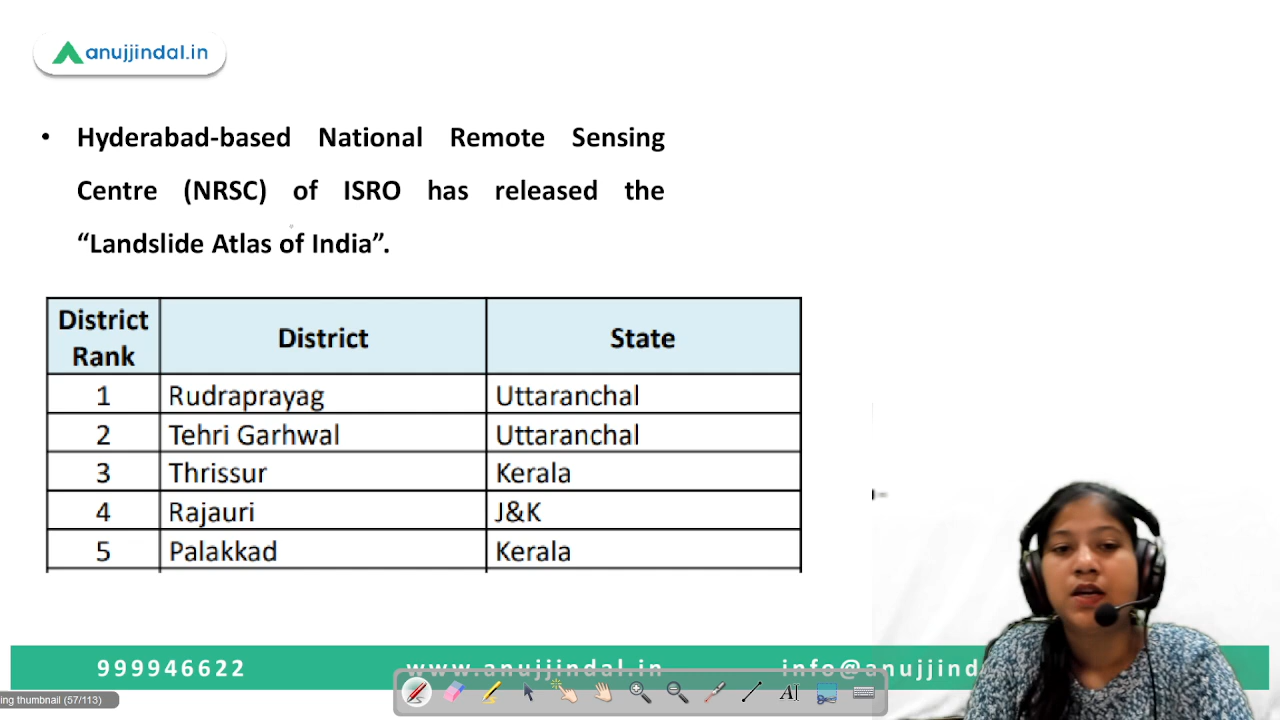 anujjindal.in
• Hyderabad-based National Remote Sensing
Centre (NRSC) of ISRO has released the
“Landslide Atlas of India”.
District Rank District State
1 Rudraprayag Uttaranchal
2 Tehri Garhwal Uttaranchal
3 Thrissur Kerala
4 Rajauri J&K
5 Palakkad Kerala
999946622 www.anujjindal.in info@anujjind
ing thumbnail (57/113)
AI